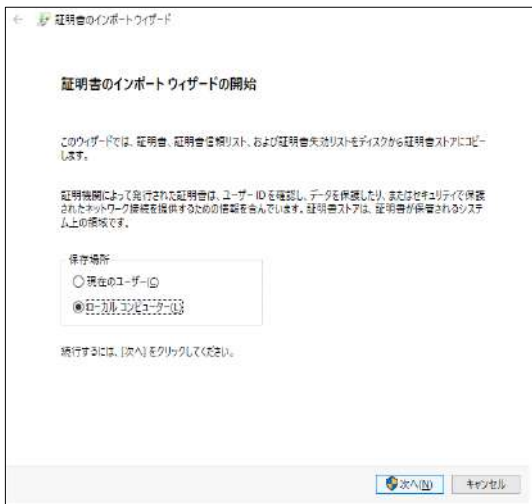 証明書のインポート ウィザード
証明書のインポート ウィザードの開始
このウィザードでは、証明書、証明書信頼リスト、および証明書失効リストをディスクから証明書ストアにコピー
します。
証明機関によって発行された証明書は、ユーザー ID を確認し、データを保護したり、またはセキュリティで保護
されたネットワーク接続を提供するための情報を含んでいます。証明書ストアは、証明書が保管されるシステ
ム上の領域です。
保存場所
現在のユーザー(C)
ローカル コンピューター(L)
続行するには、[次へ] をクリックしてください。
次へ(N)
キャンセル